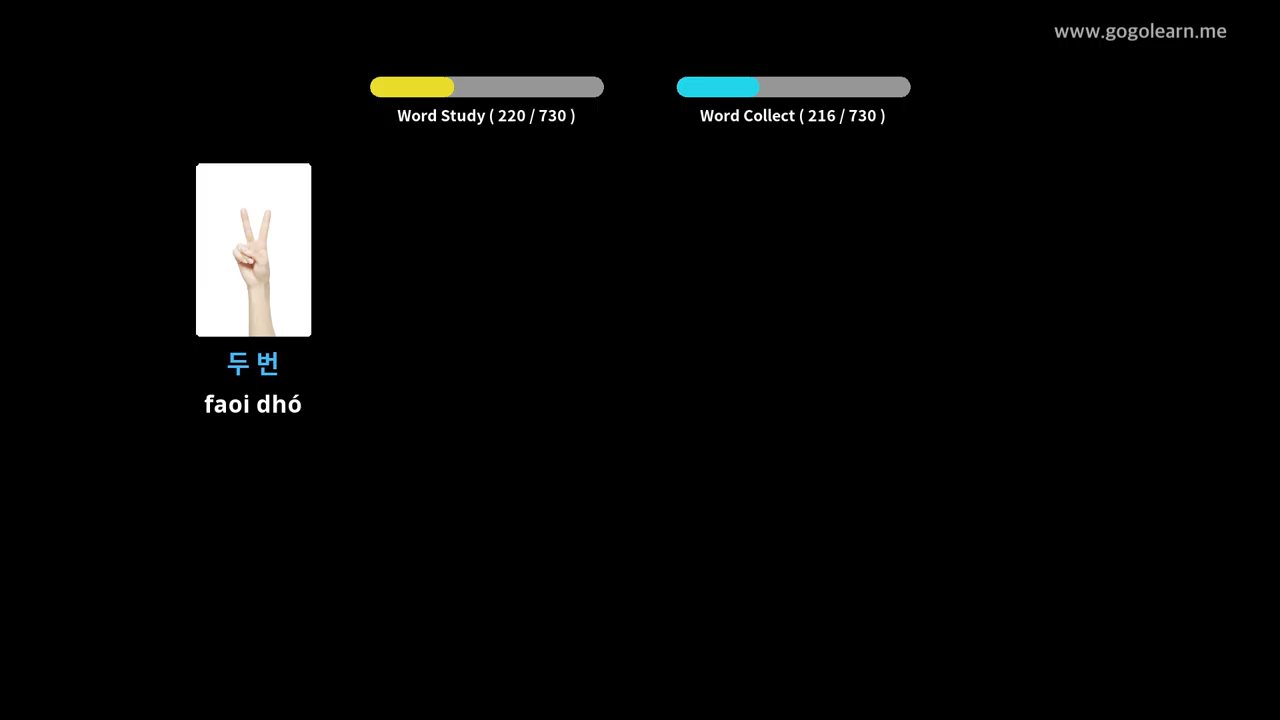 www.gogolearn.me
Word Study ( 220 / 730 )
Word Collect ( 216 / 730 )
두 번
faoi dhó